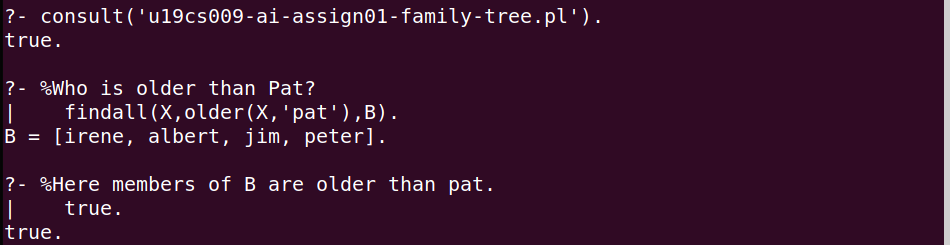 ?- consult('u19cs009-ai-assign01-family-tree.pl').
true.
?- %Who is older than Pat?
|    findall(X,older(X,'pat'),B).
B = [irene, albert, jim, peter].
?- %Here members of B are older than pat.
|    true.
true.